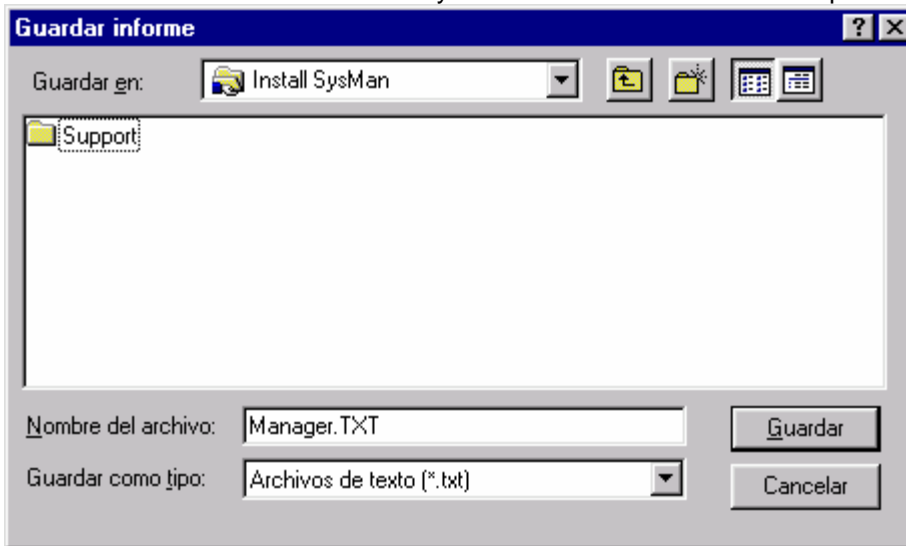 Guardar informe
Guardar en: Install SysMan
Support
Nombre del archivo: Manager.TXT Guardar
Guardar como tipo: Archivos de texto (*.txt) Cancelar